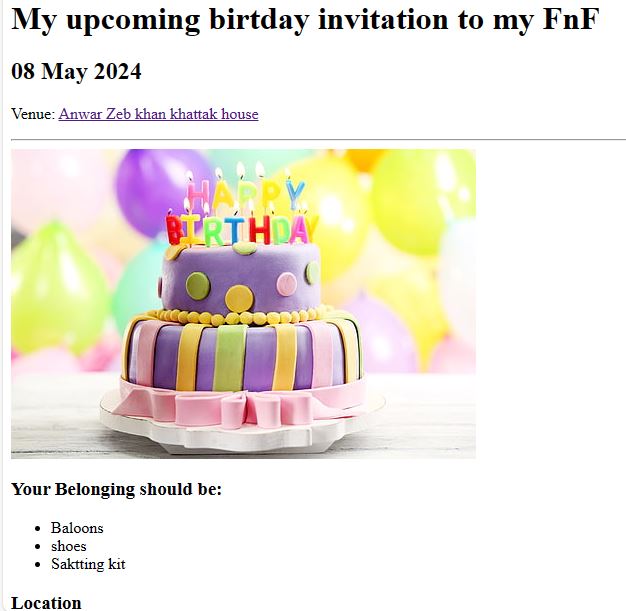 My upcoming birtday invitation to my FnF
08 May 2024
Venue: Anwar Zeb khan khattak house
HAPPY
BIRTHDAY
Your Belonging should be:
Baloons
shoes
Saktting kit
Location